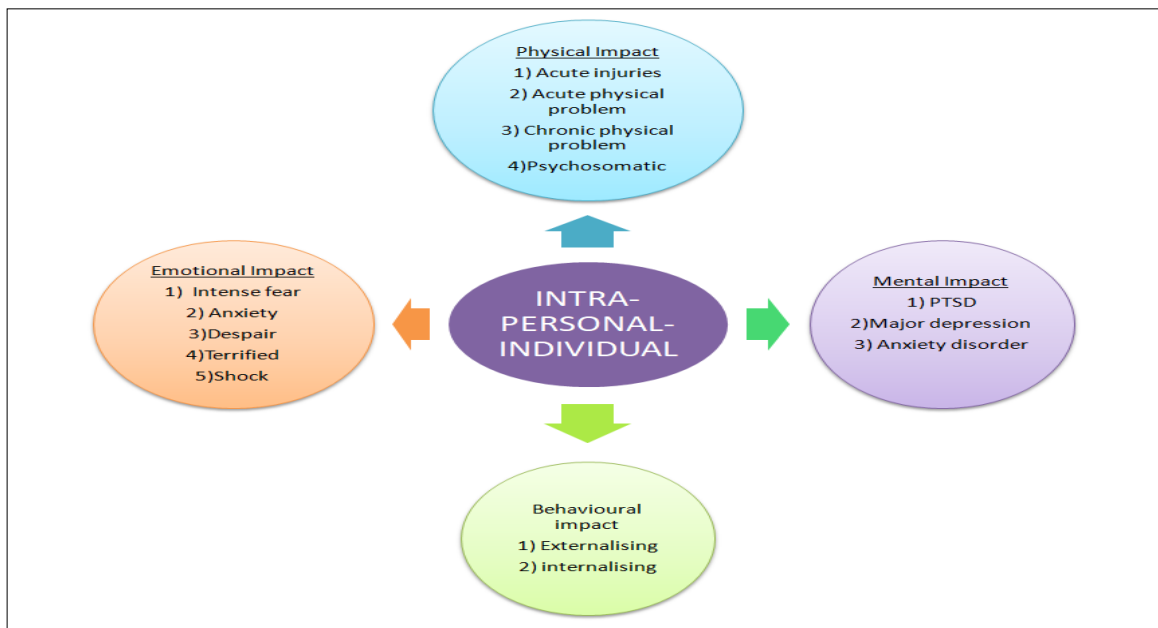 Physical Impact
1) Acute injuries
2) Acute physical
problem
3) Chronic physical
problem
4)Psychosomatic
Emotional Impact
1) Intense fear
2) Anxiety
3)Despair
4)Terrified
5)Shock
INTRA-
PERSONAL-
INDIVIDUAL
Mental Impact
1) PTSD
2)Major depression
3) Anxiety disorder
Behavioural
impact
1) Externalising
2) internalising